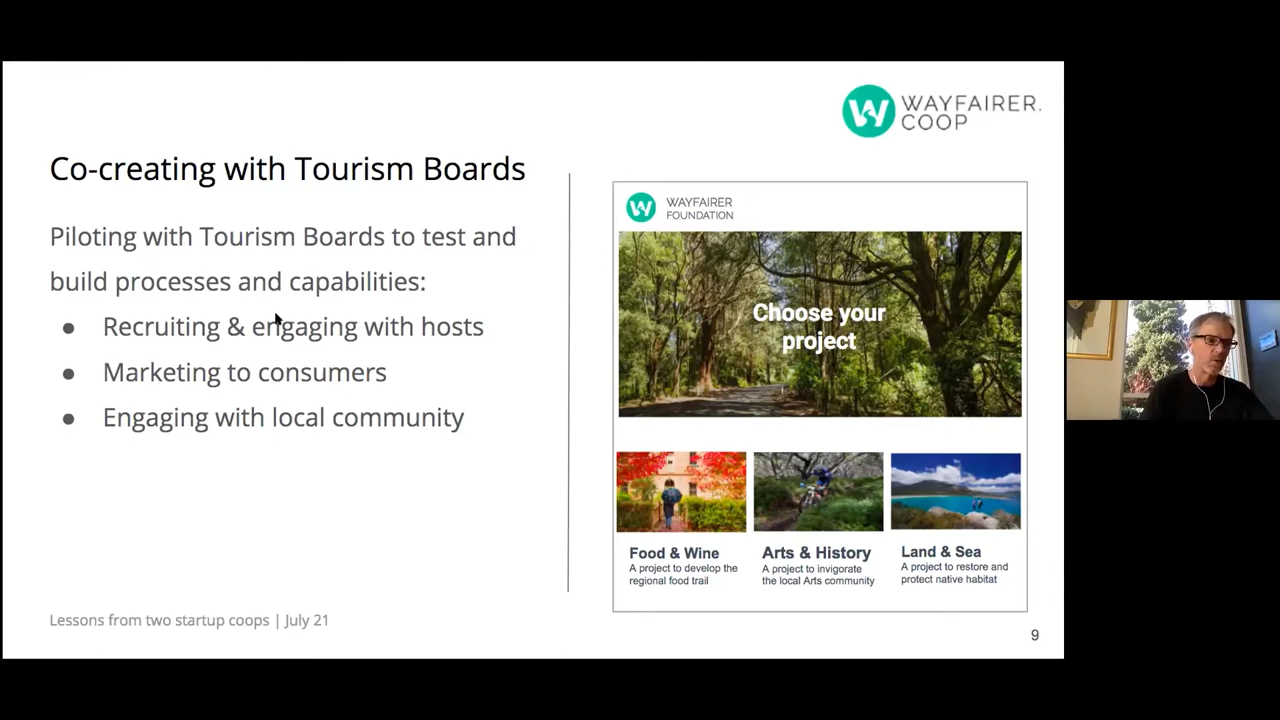 WAYFAIRER.
COOP
Co-creating with Tourism Boards
Piloting with Tourism Boards to test and
build processes and capabilities:
● Recruiting & engaging with hosts
● Marketing to consumers
● Engaging with local community
WAYFAIRER
FOUNDATION
Choose your
project
Food & Wine
A project to develop the
regional food trail
Arts & History
A project to invigorate
the local Arts community
Land & Sea
A project to restore and
protect native habitat
Lessons from two startup coops | July 21
9